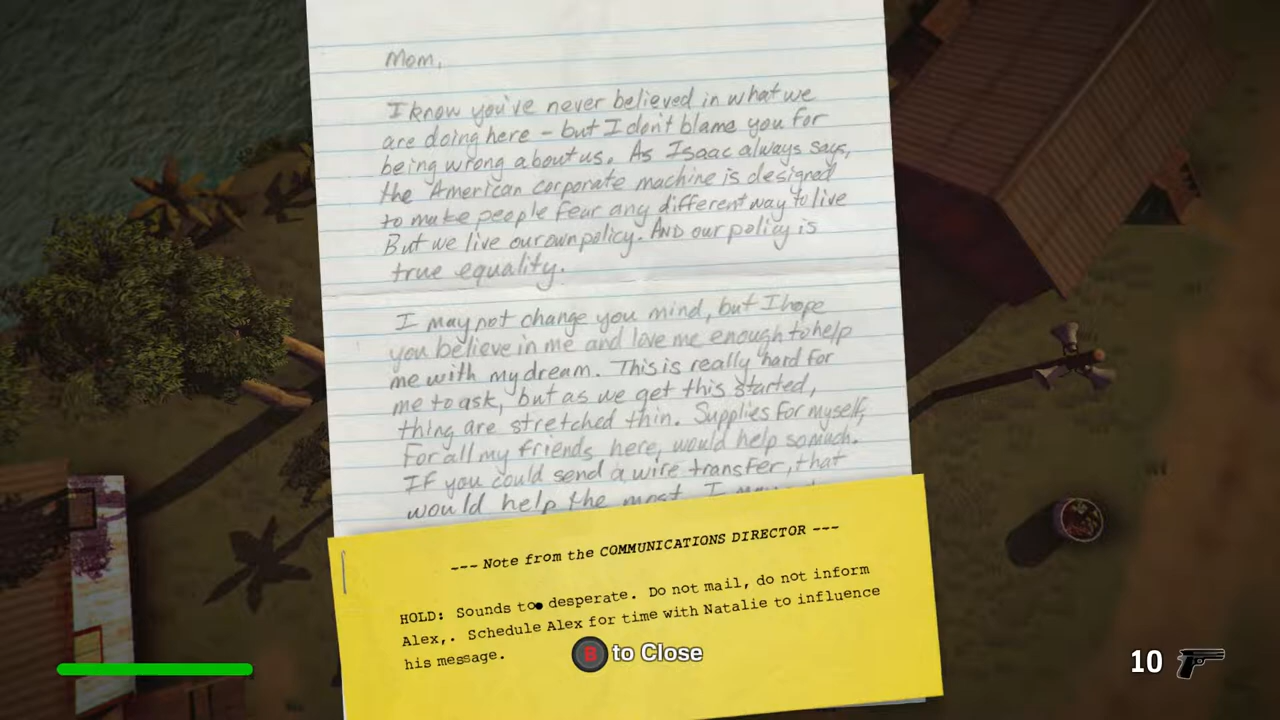 Mom,
I know you've never believed in what we
are doing here - but I don't blame you for
being wrong about us. As Isaac always says,
the American corporate machine is designed
to make people fear any different way to live
But we live our own policy. AND our policy is
true equality.
I may not change you mind, but I hope
you believe in me and love me enough to help
me with my dream. This is really hard for
me to ask, but as we get this started,
thing are stretched thin. Supplies for myself,
For all my friends here, would help so much.
IF you could send a wire transfer, that
would help the most. I
--- Note from the COMMUNICATIONS DIRECTOR ---
HOLD: Sounds too desperate. Do not mail, do not inform
Alex,. Schedule Alex for time with Natalie to influence
his message.
B to Close
10